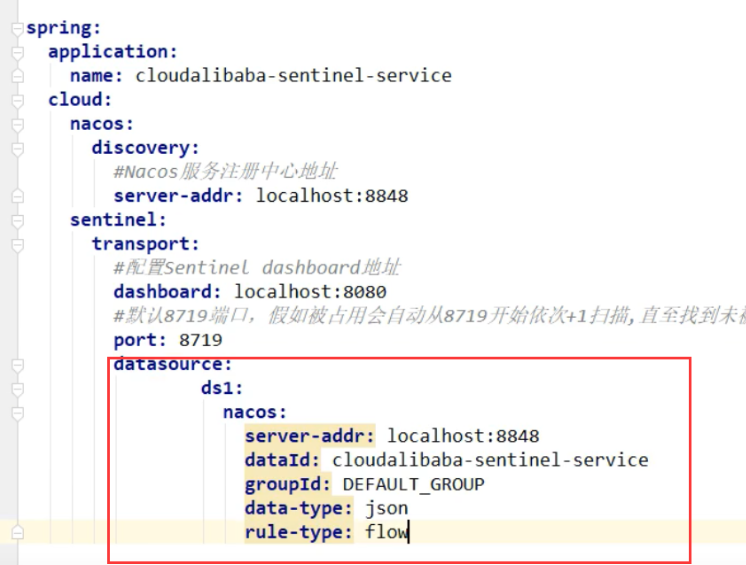 spring:
application:
name: cloudalibaba-sentinel-service
cloud:
nacos:
discovery:
#Nacos服务注册中心地址
server-addr: localhost:8848
sentinel:
transport:
#配置Sentinel dashboard地址
dashboard: localhost:8080
#默认8719端口，假如被占用会自动从8719开始依次+1扫描,直至找到未
port: 8719
datasource:
ds1:
nacos:
server-addr: localhost:8848
dataId: cloudalibaba-sentinel-service
groupId: DEFAULT_GROUP
data-type: json
rule-type: flow